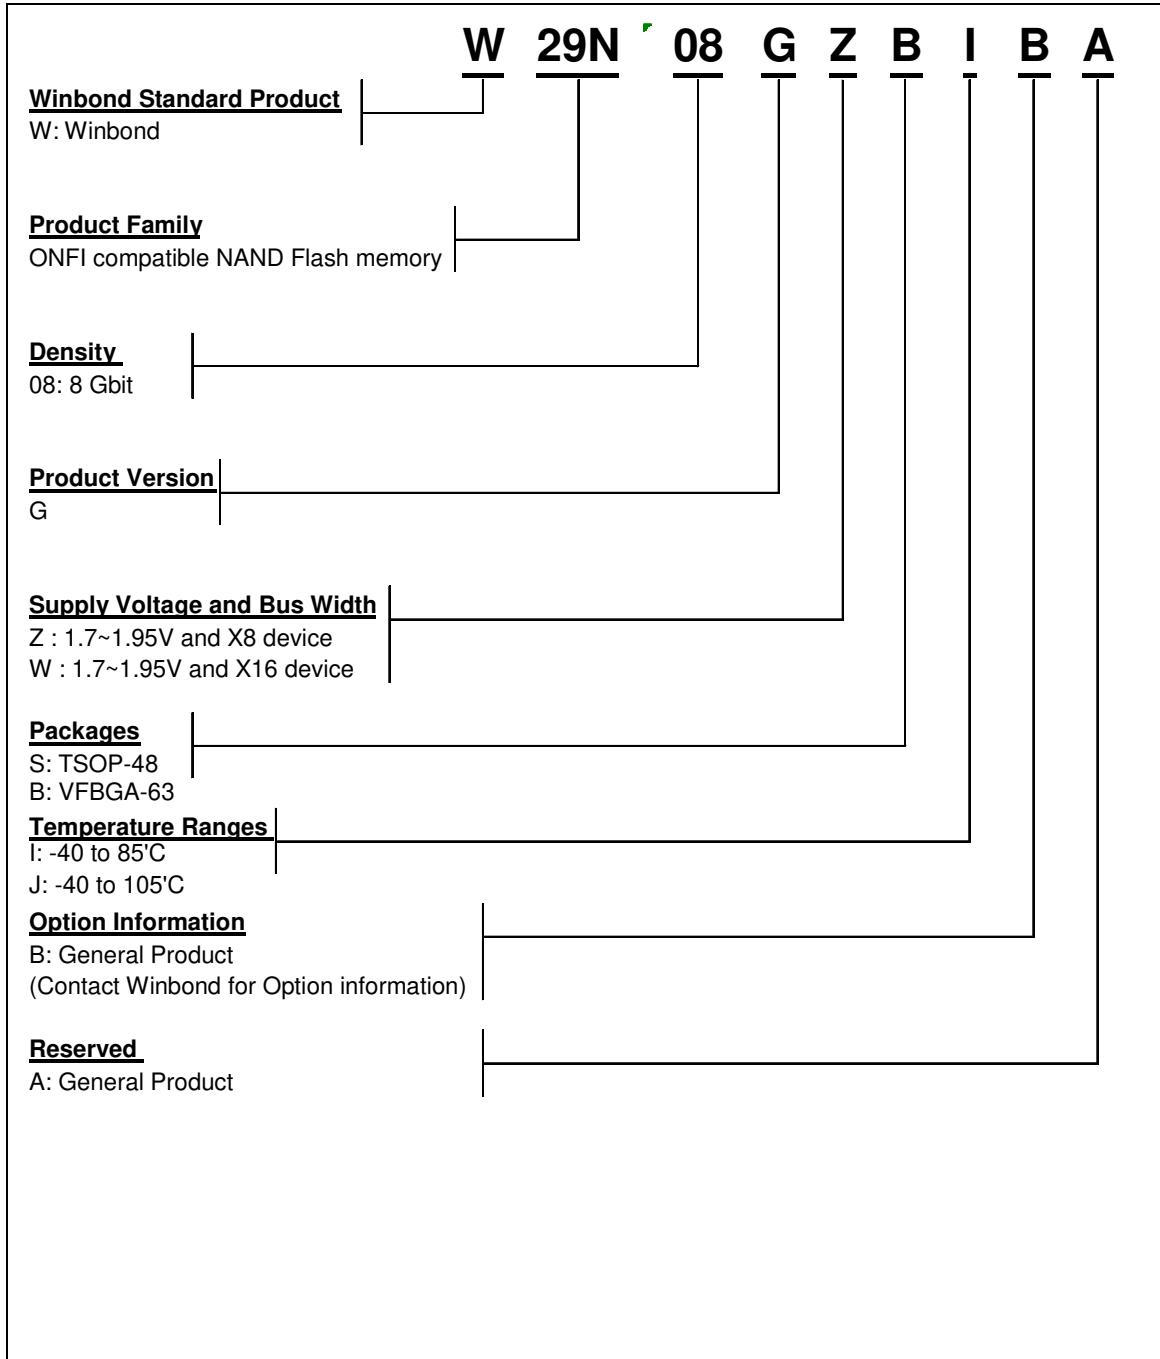 W 29N 08 G Z B I B A
Winbond Standard Product
W: Winbond
Product Family
ONFI compatible NAND Flash memory
Density
08: 8 Gbit
Product Version
G
Supply Voltage and Bus Width
Z : 1.7~1.95V and X8 device
W : 1.7~1.95V and X16 device
Packages
S: TSOP-48
B: VFBGA-63
Temperature Ranges
I: -40 to 85'C
J: -40 to 105'C
Option Information
B: General Product
(Contact Winbond for Option information)
Reserved
A: General Product